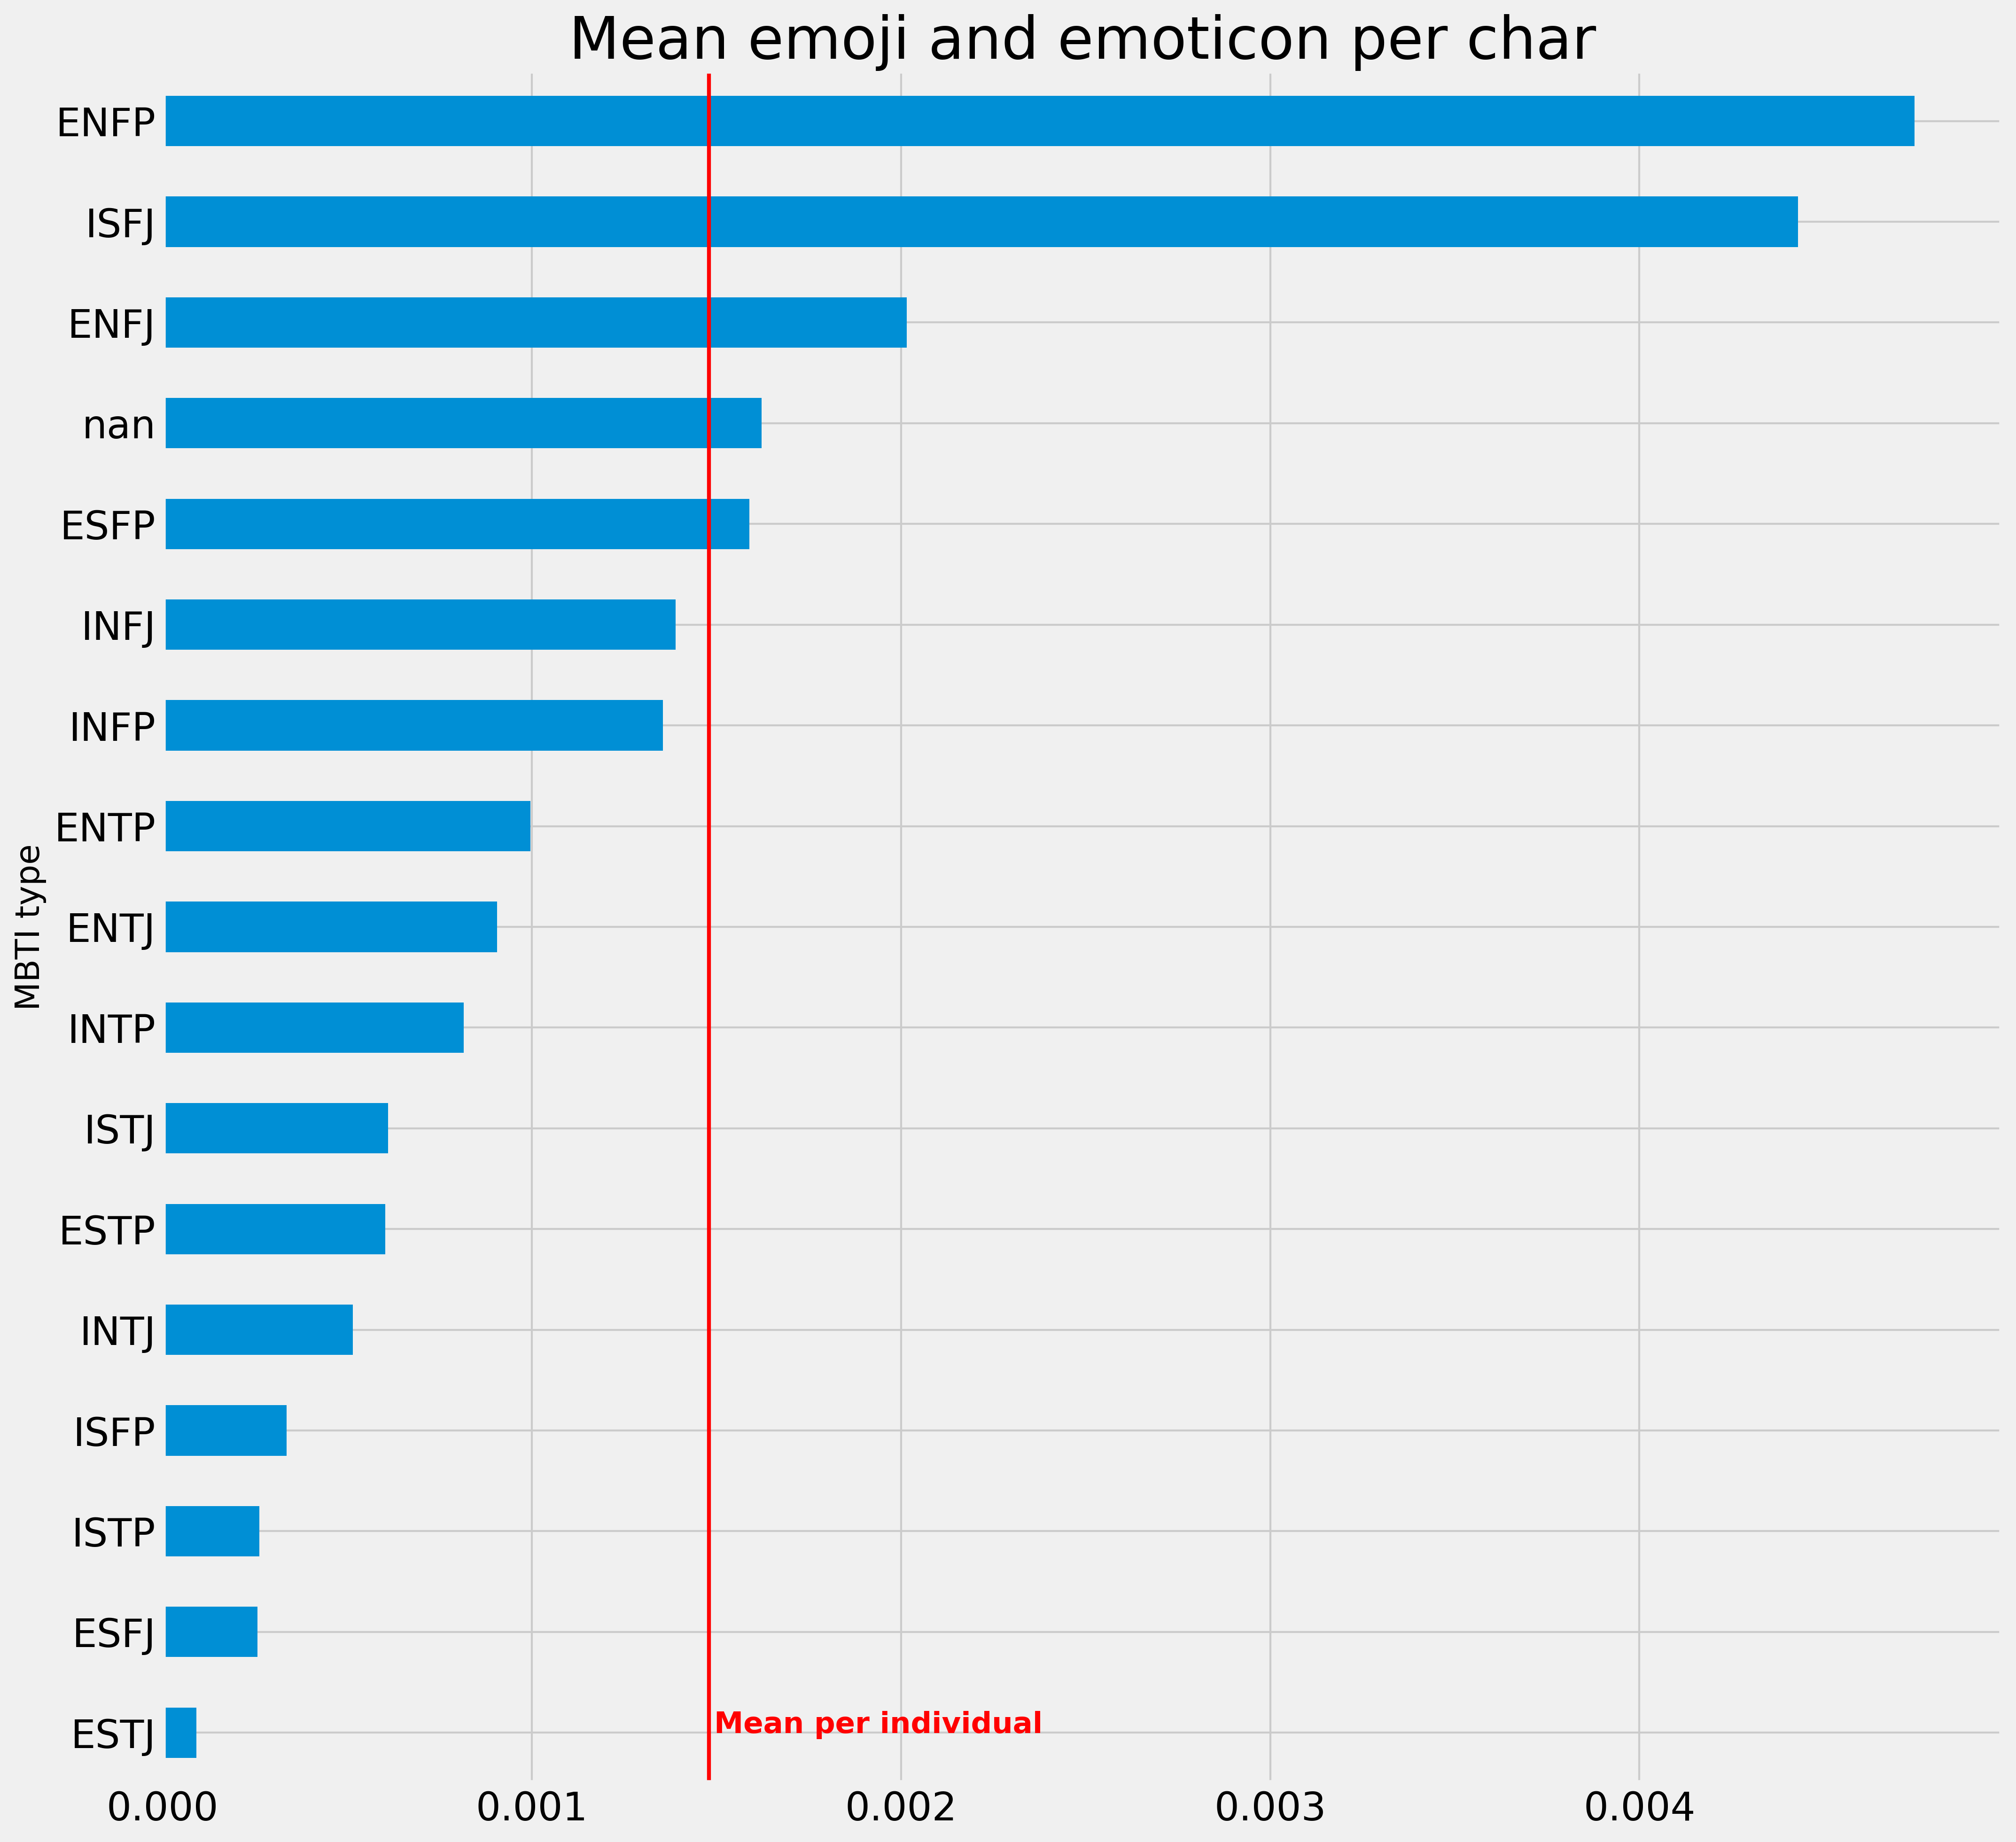 Mean emoji and emoticon per char
ENFP
ISFJ
ENFJ
nan
ESFP
INFJ
INFP
ENTP
ENTJ
INTP
ISTJ
ESTP
INTJ
ISFP
ISTP
ESFJ
ESTJ
MBTI type
Mean per individual
0.000 0.001 0.002 0.003 0.004